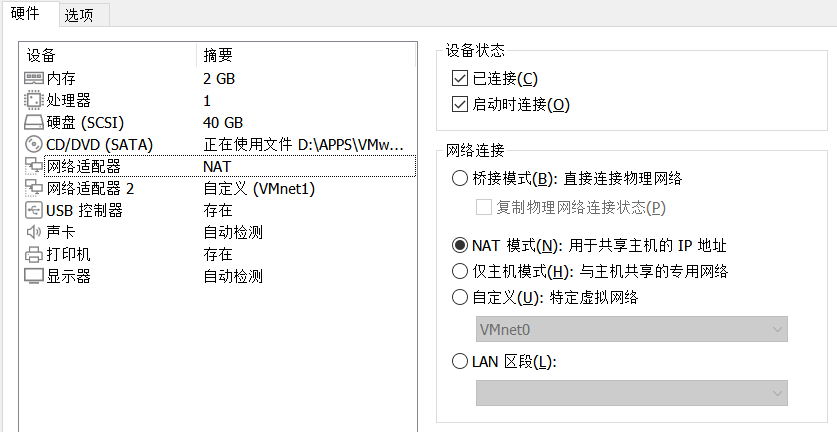 硬件 选项
设备 摘要
内存 2 GB
处理器 1
硬盘 (SCSI) 40 GB
CD/DVD (SATA) 正在使用文件 D:\APPS\VMw...
网络适配器 NAT
网络适配器 2 自定义 (VMnet1)
USB 控制器 存在
声卡 自动检测
打印机 存在
显示器 自动检测
设备状态
已连接(C)
启动时连接(O)
网络连接
桥接模式(B): 直接连接物理网络
复制物理网络连接状态(P)
NAT 模式(N): 用于共享主机的 IP 地址
仅主机模式(H): 与主机共享的专用网络
自定义(U): 特定虚拟网络
VMnet0
LAN 区段(L):